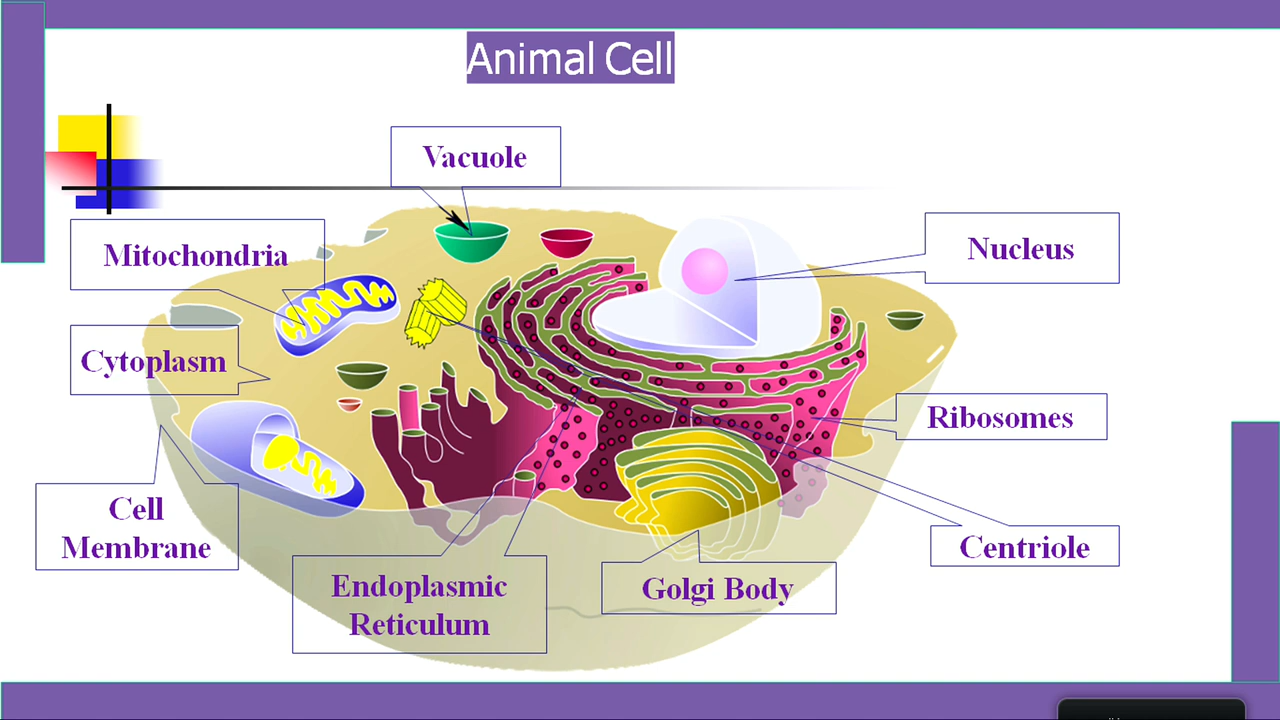 Animal Cell
Vacuole
Mitochondria
Nucleus
Cytoplasm
Ribosomes
Cell
Membrane
Centriole
Endoplasmic
Reticulum
Golgi Body